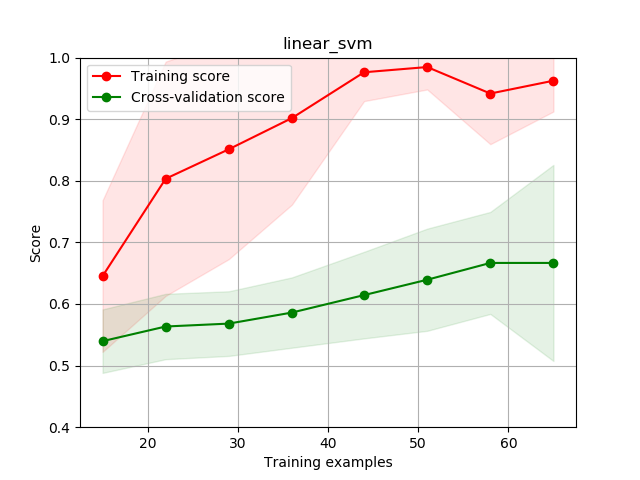 linear_svm
1.0
Training score
Cross-validation score
0.9
0.8
0.7
Score
0.6
0.5
0.4
20 30 40 50 60
Training examples